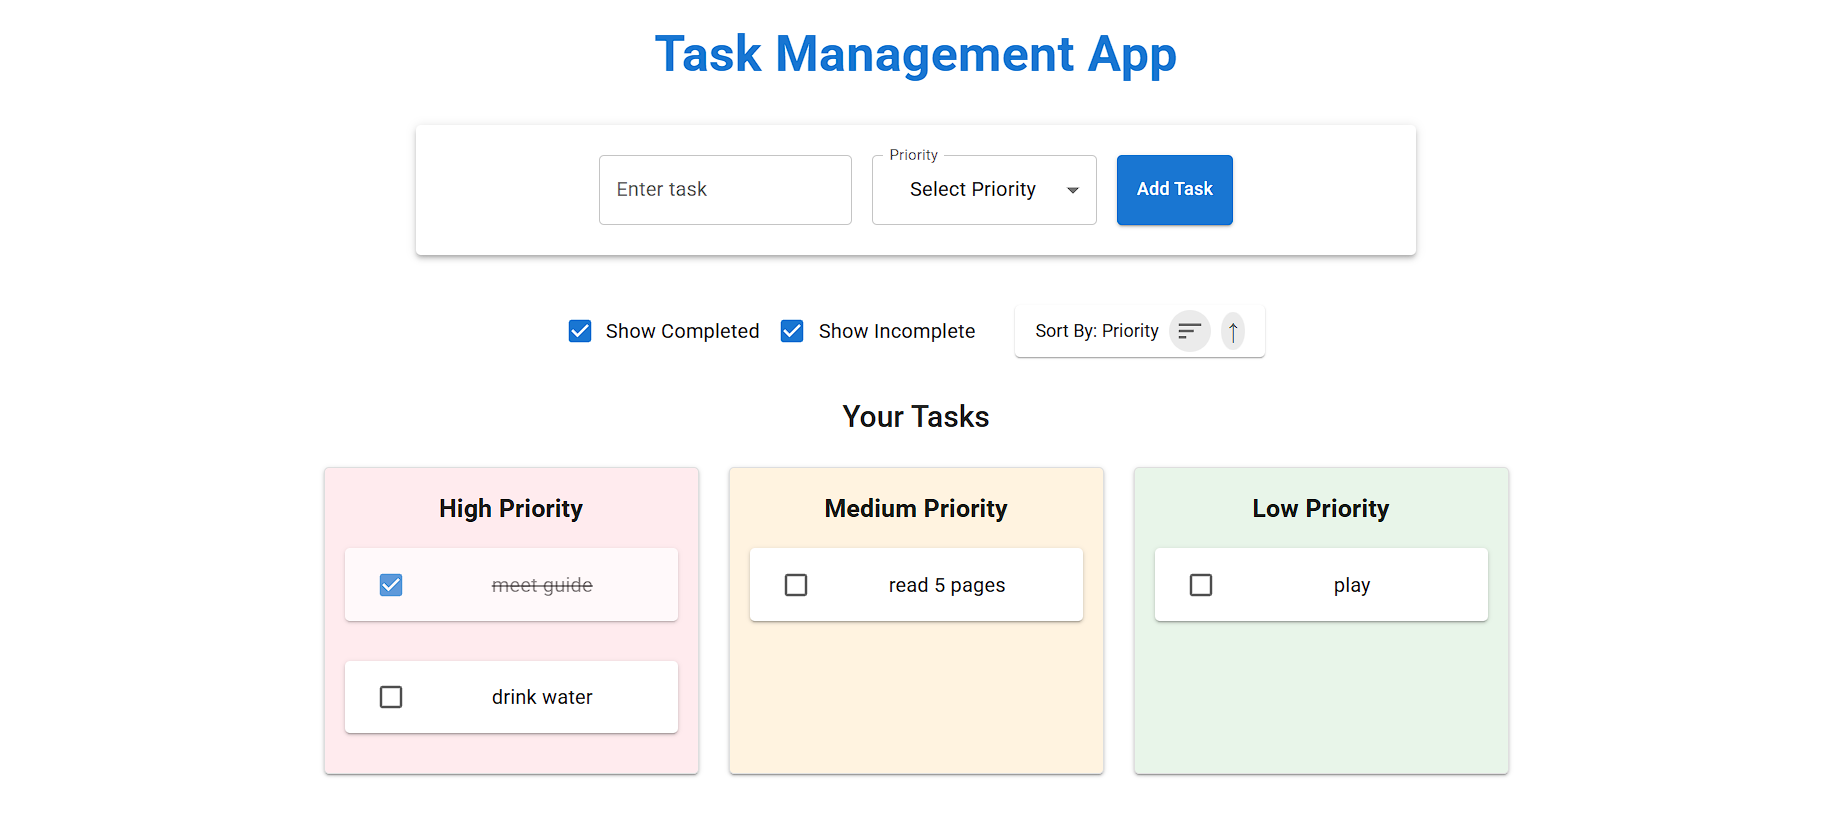 Task Management App
Priority
Enter task
Select Priority
Add Task
Show Completed
Show Incomplete
Sort By: Priority
↑
Your Tasks
High Priority
meet guide
drink water
Medium Priority
read 5 pages
Low Priority
play